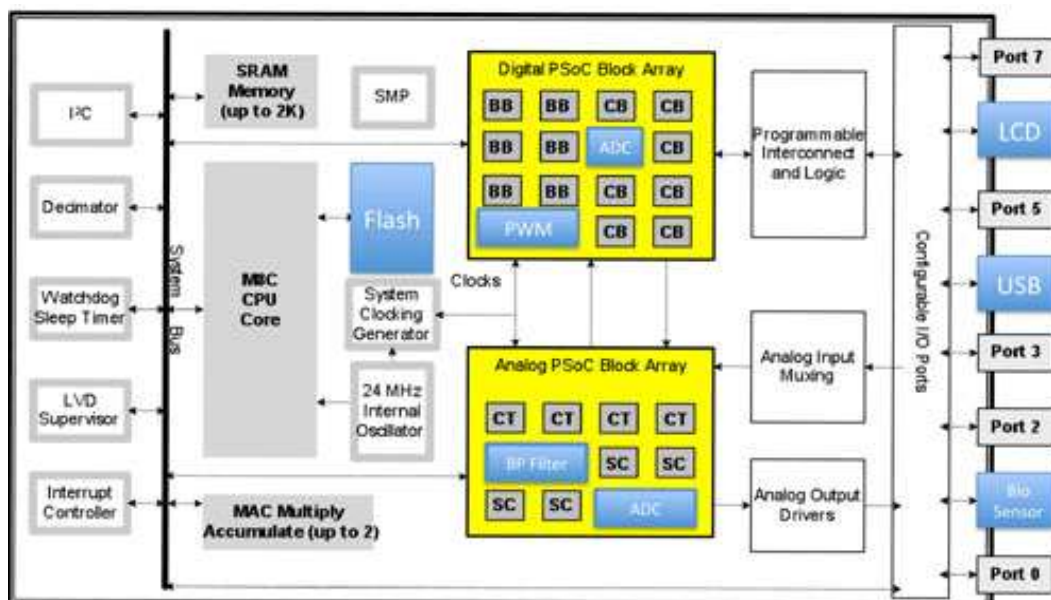 I²C
Decimator
Watchdog
Sleep Timer
LVD
Supervisor
Interrupt
Controller
System
Bus
SRAM
Memory
(up to 2K)
SMP
M8C
CPU
Core
Flash
System
Clocking
Generator
24 MHz
Internal
Oscillator
MAC Multiply
Accumulate (up to 2)
Clocks
Digital PSoC Block Array
BB BB CB CB
BB BB ADC CB
BB BB CB CB
PWM CB CB
Analog PSoC Block Array
CT CT CT CT
BP Filter SC SC
SC SC ADC
Programmable
Interconnect
and Logic
Analog Input
Muxing
Analog Output
Drivers
Configurable I/O Ports
Port 7
LCD
Port 5
USB
Port 3
Port 2
Bio
Sensor
Port 0